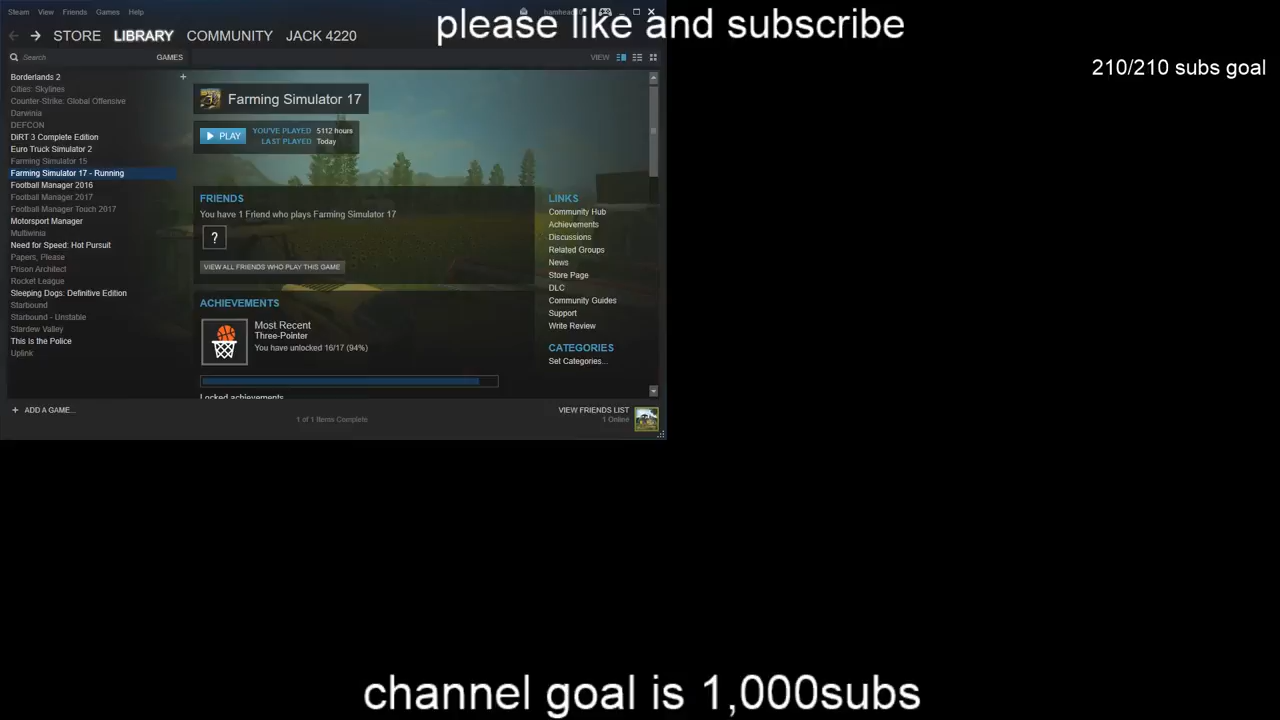 please like and subscribe
210/210 subs goal
Steam View Friends Games Help
STORE LIBRARY COMMUNITY JACK 4220
Search GAMES VIEW
Borderlands 2
Cities: Skylines
Counter-Strike: Global Offensive
Darwinia
DEFCON
DiRT 3 Complete Edition
Euro Truck Simulator 2
Farming Simulator 15
Farming Simulator 17 - Running
Football Manager 2016
Football Manager 2017
Football Manager Touch 2017
Motorsport Manager
Multiwinia
Need for Speed: Hot Pursuit
Papers, Please
Prison Architect
Rocket League
Sleeping Dogs: Definitive Edition
Starbound
Starbound - Unstable
Stardew Valley
This Is the Police
Uplink
Farming Simulator 17
PLAY
YOU'VE PLAYED 5112 hours
LAST PLAYED Today
FRIENDS
You have 1 Friend who plays Farming Simulator 17
?
VIEW ALL FRIENDS WHO PLAY THIS GAME
ACHIEVEMENTS
Most Recent
Three-Pointer
You have unlocked 16/17 (94%)
Locked achievements
LINKS
Community Hub
Achievements
Discussions
Related Groups
News
Store Page
DLC
Community Guides
Support
Write Review
CATEGORIES
Set Categories...
+ ADD A GAME...
1 of 1 Items Complete
VIEW FRIENDS LIST
1 Online
channel goal is 1,000subs